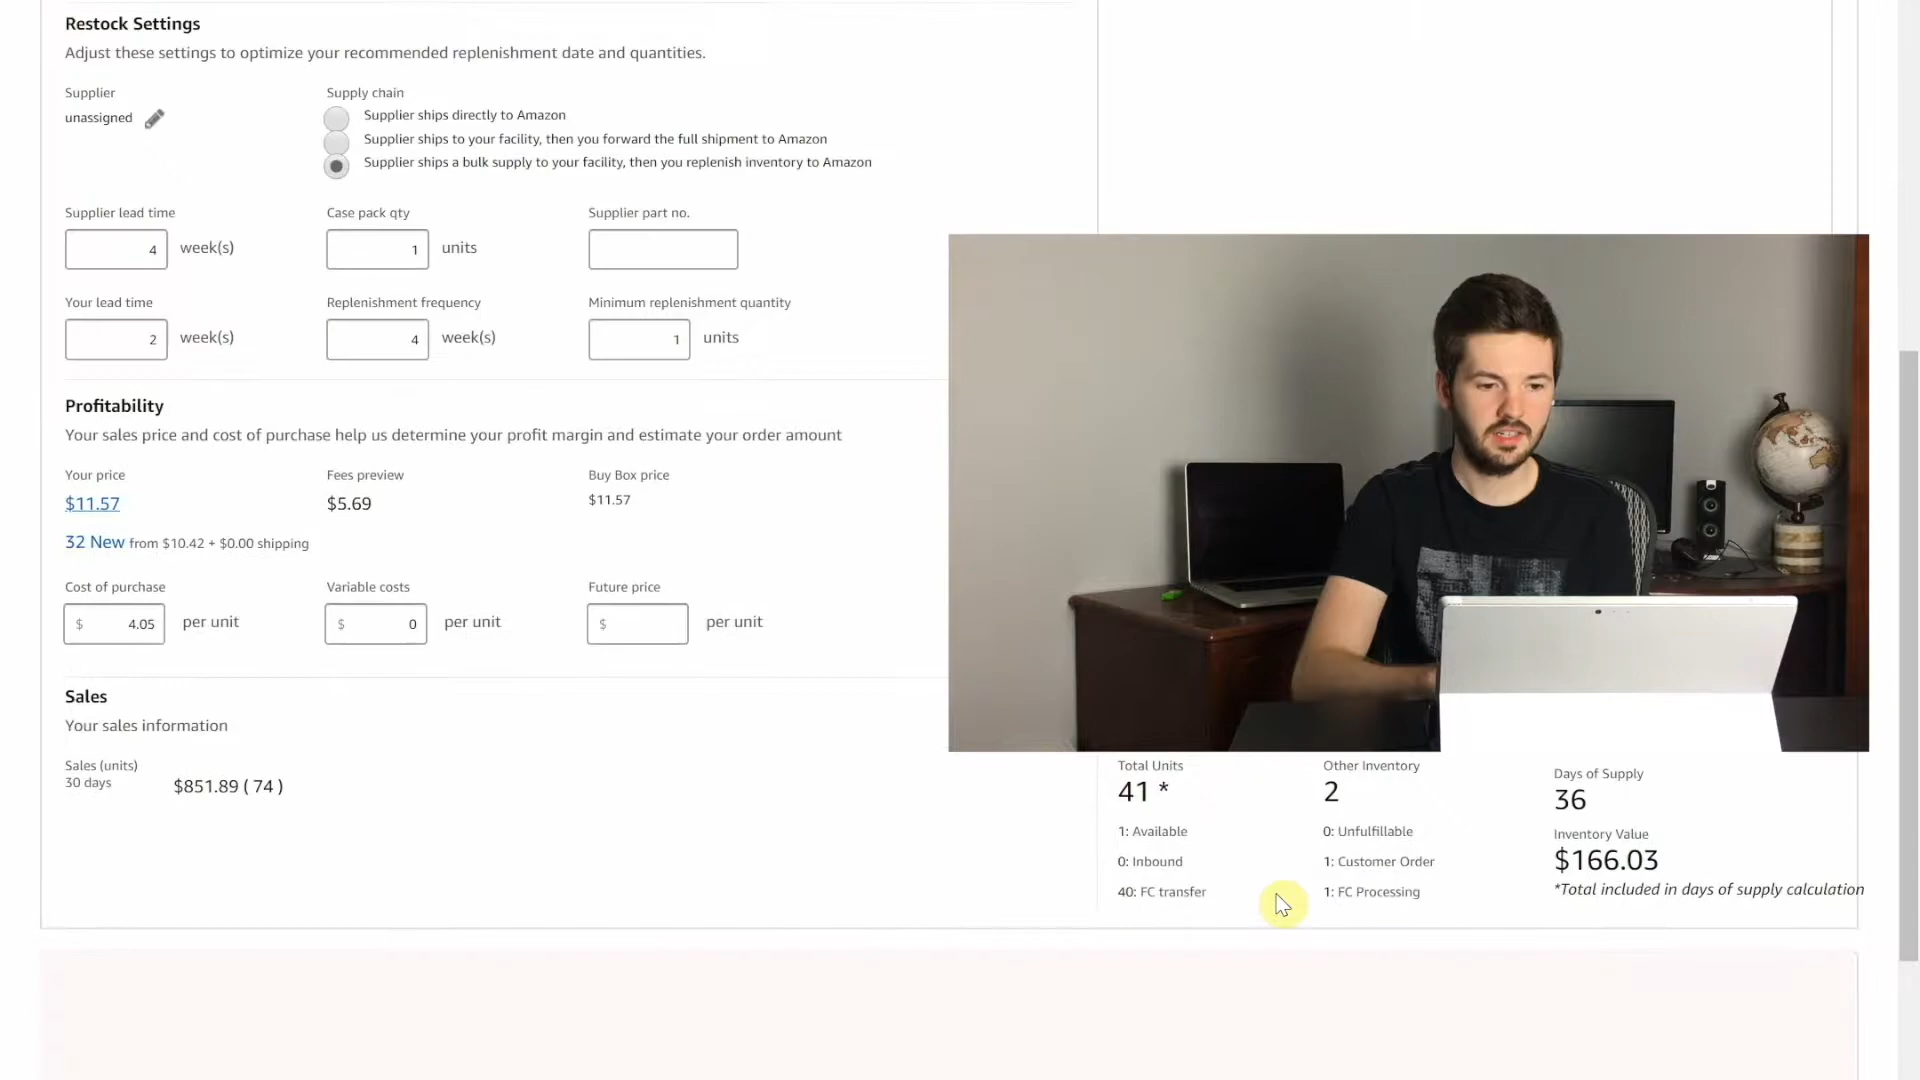 Restock Settings
Adjust these settings to optimize your recommended replenishment date and quantities.
Supplier
unassigned
Supply chain
Supplier ships directly to Amazon
Supplier ships to your facility, then you forward the full shipment to Amazon
Supplier ships a bulk supply to your facility, then you replenish inventory to Amazon
Supplier lead time
4 week(s)
Case pack qty
1 units
Supplier part no.
Your lead time
2 week(s)
Replenishment frequency
4 week(s)
Minimum replenishment quantity
1 units
Profitability
Your sales price and cost of purchase help us determine your profit margin and estimate your order amount
Your price
$11.57
Fees preview
$5.69
Buy Box price
$11.57
32 New from $10.42 + $0.00 shipping
Cost of purchase
$ 4.05 per unit
Variable costs
$ 0 per unit
Future price
$ per unit
Sales
Your sales information
Sales (units)
30 days
$851.89 ( 74 )
Total Units
41 *
1: Available
0: Inbound
40: FC transfer
Other Inventory
2
0: Unfulfillable
1: Customer Order
1: FC Processing
Days of Supply
36
Inventory Value
$166.03
*Total included in days of supply calculation